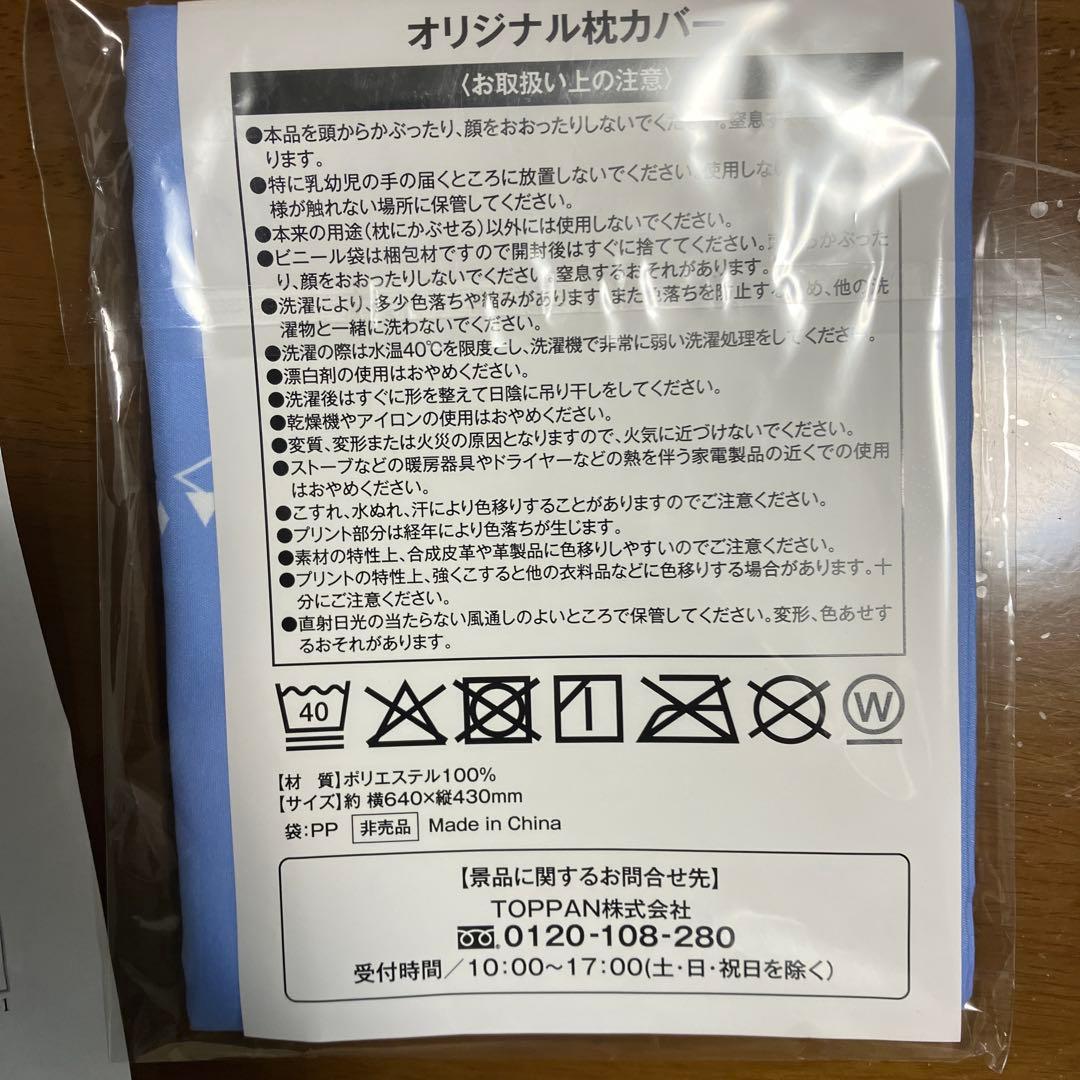 オリジナル枕カバー
〈お取扱い上の注意〉
●本品を頭からかぶったり、顔をおおったりしないでく 。窒息す
ります。
●特に乳幼児の手の届くところに放置しないでください。使用しな
様が触れない場所に保管してください。
●本来の用途(枕にかぶせる)以外には使用しないでください。
●ビニール袋は梱包材ですので開封後はすぐに捨ててください。 かぶった
り、顔をおおったりしないでください。窒息するおそれがあります。
●洗濯により、多少色落ちや縮みがあります。また色落ちを防止するため、他の洗
濯物と一緒に洗わないでください。
●洗濯の際は水温40℃を限度とし、洗濯機で非常に弱い洗濯処理をしてください。
●漂白剤の使用はおやめください。
●洗濯後はすぐに形を整えて日陰に吊り干しをしてください。
●乾燥機やアイロンの使用はおやめください。
●変質、変形または火災の原因となりますので、火気に近づけないでください。
●ストーブなどの暖房器具やドライヤーなどの熱を伴う家電製品の近くでの使用
はおやめください。
●こすれ、水ぬれ、汗により色移りすることがありますのでご注意ください。
●プリント部分は経年により色落ちが生じます。
●素材の特性上、合成皮革や革製品に色移りしやすいのでご注意ください。
●プリントの特性上、強くこすると他の衣料品などに色移りする場合があります。十
分にご注意ください。
●直射日光の当たらない風通しのよいところで保管してください。変形、色あせす
るおそれがあります。
40
W
【材 質】ポリエステル100%
【サイズ】約 横640×縦430mm
袋:PP 非売品 Made in China
【景品に関するお問合せ先】
TOPPAN株式会社
0120-108-280
受付時間/10:00〜17:00(土・日・祝日を除く)